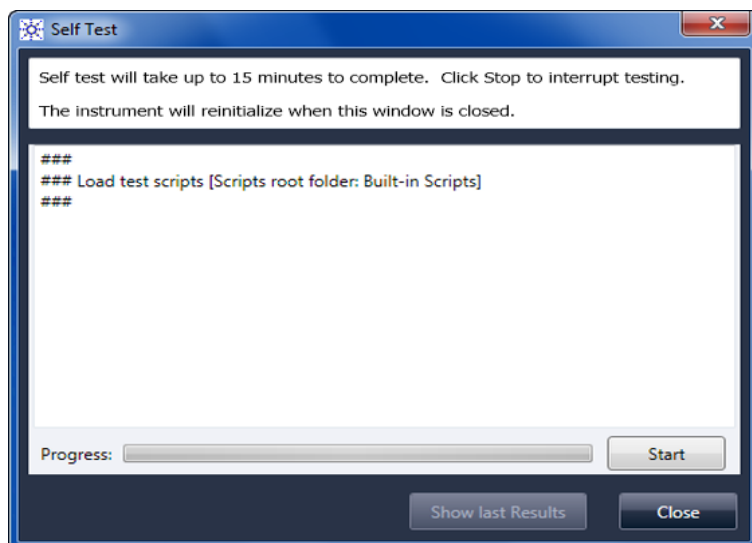 Self Test
Self test will take up to 15 minutes to complete. Click Stop to interrupt testing.
The instrument will reinitialize when this window is closed.
###
### Load test scripts [Scripts root folder: Built-in Scripts]
###
Progress:
Start
Show last Results
Close